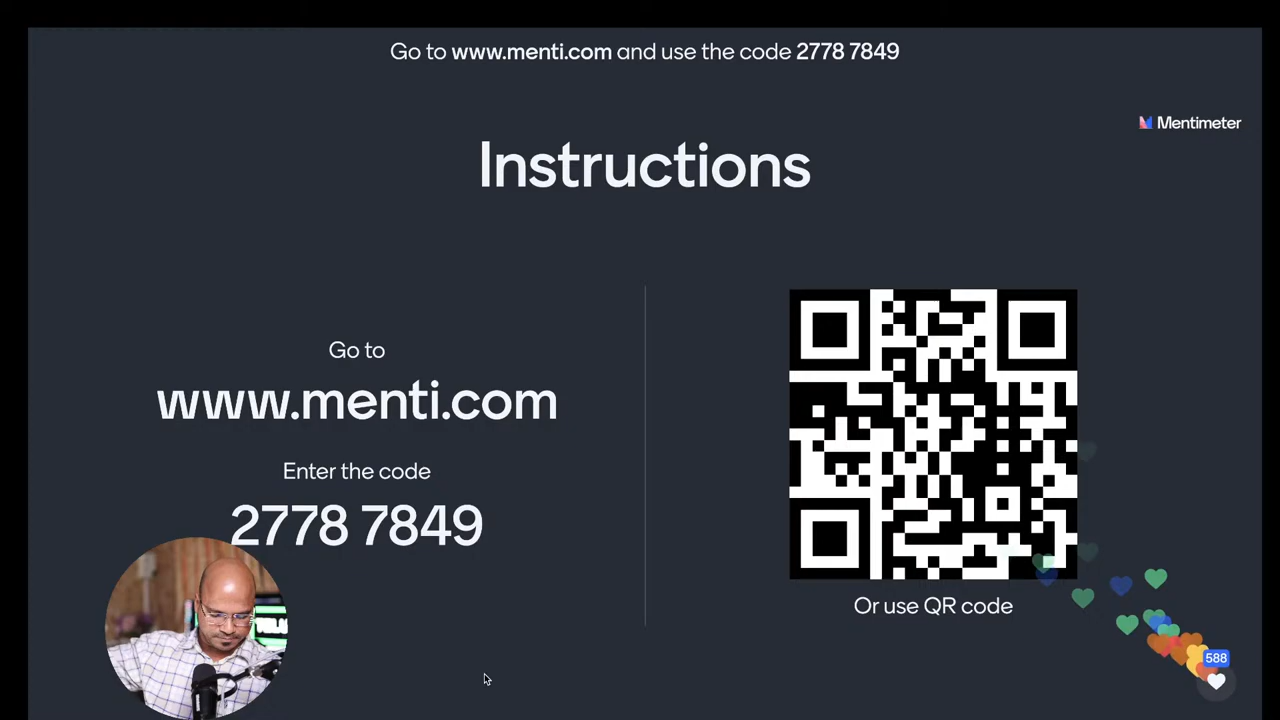 Go to www.menti.com and use the code 2778 7849
Mentimeter
Instructions
Go to
www.menti.com
Enter the code
2778 7849
Or use QR code
588